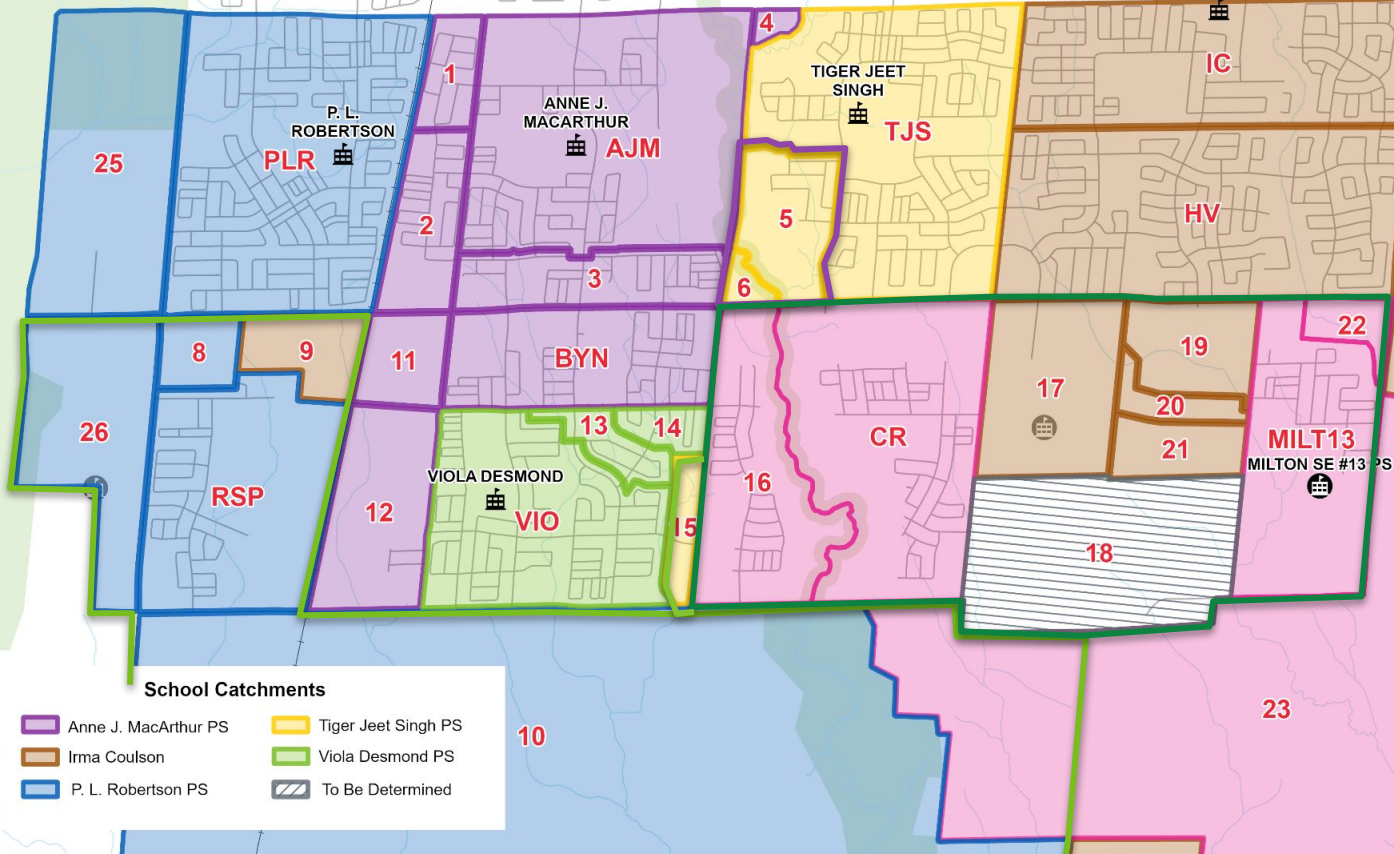 4
IC
TIGER JEET
SINGH
1
ANNE J.
MACARTHUR
P. L.
ROBERTSON
TJS
AJM
PLR
25
HV
5
2
3
6
22
19
8
9
11
BYN
17
20
13
14
26
CR
MILT13
21
MILTON SE #13 PS
VIOLA DESMOND
16
RSP
12
VIO
15
18
School Catchments
Anne J. MacArthur PS
Tiger Jeet Singh PS
Irma Coulson
Viola Desmond PS
P. L. Robertson PS
To Be Determined
10
23